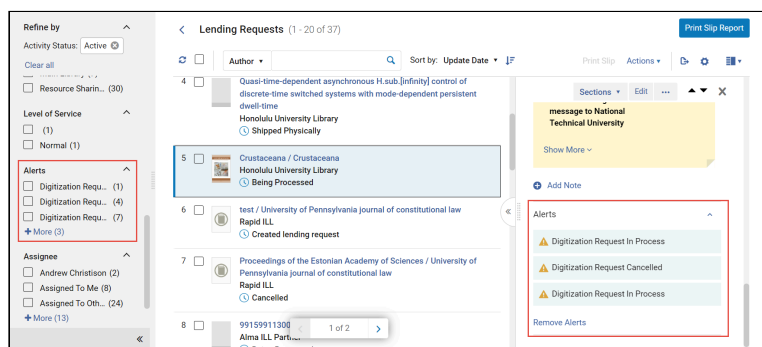 Refine by
Activity Status: Active
Clear all
Resource Sharin... (30)
Level of Service
(1)
Normal (1)
Alerts
Digitization Requ... (1)
Digitization Requ... (4)
Digitization Requ... (7)
+ More (3)
Assignee
Andrew Christison (2)
Assigned To Me (8)
Assigned To Oth... (24)
+ More (13)
«
< Lending Requests (1 - 20 of 37)
Print Slip Report
Author
Sort by: Update Date
Print Slip Actions
4 Quasi-time-dependent asynchronous H.sub.[infinity] control of
discrete-time switched systems with mode-dependent persistent
dwell-time
Honolulu University Library
Shipped Physically
5 Crustaceana / Crustaceana
Honolulu University Library
Being Processed
6 test / University of Pennsylvania journal of constitutional law
Rapid ILL
Created lending request
7 Proceedings of the Estonian Academy of Sciences / University of
Pennsylvania journal of constitutional law
Rapid ILL
Cancelled
8 99159911300
Alma ILL Partner
< 1 of 2 >
«
Sections Edit ... X
message to National
Technical University
Show More
Add Note
Alerts
Digitization Request In Process
Digitization Request Cancelled
Digitization Request In Process
Remove Alerts